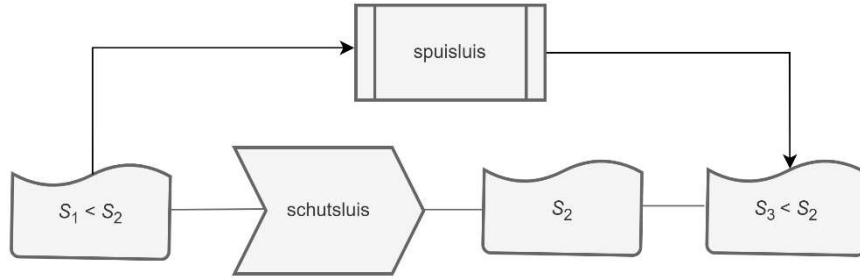 spuisluis
S₁ < S₂
schutsluis
S₂
S₃ < S₂